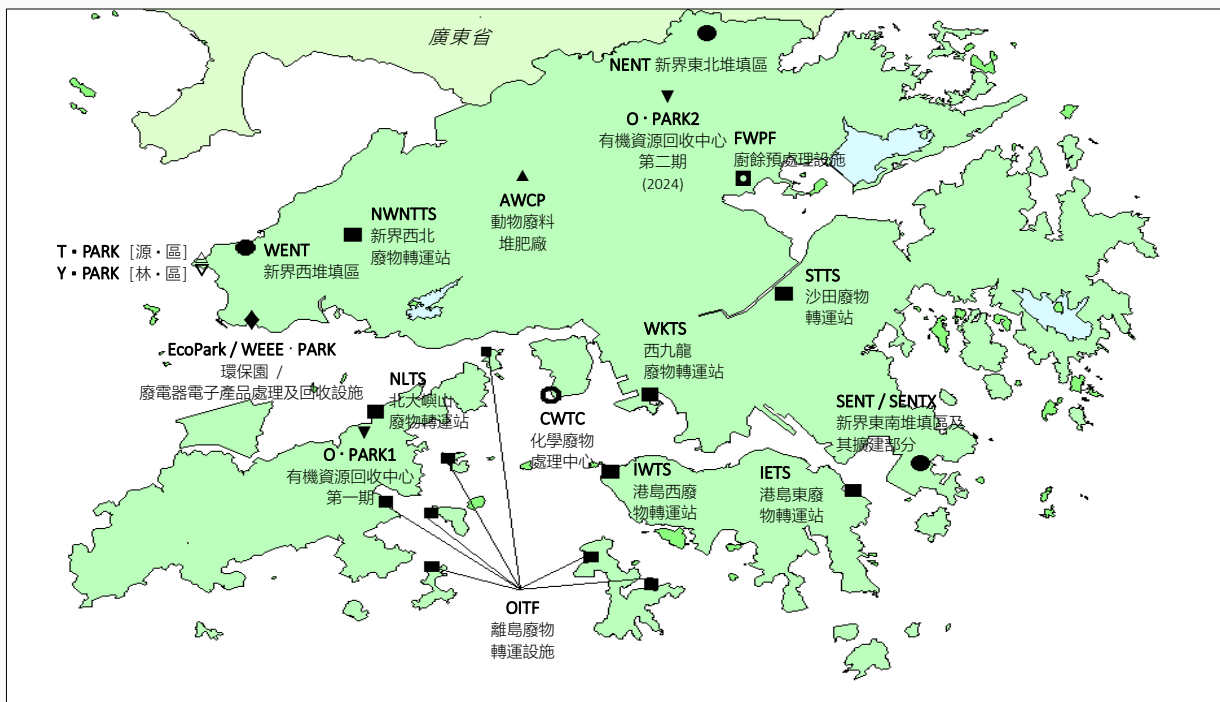 廣東省
NENT 新界東北堆填區
O · PARK2
有機資源回收中心
第二期
(2024)
FWPF
廚餘預處理設施
AWCP
動物廢料
堆肥廠
NWNTTS
新界西北
廢物轉運站
T · PARK [源 · 區]
Y · PARK [林 · 區]
WENT
新界西堆填區
STTS
沙田廢物
轉運站
EcoPark / WEEE · PARK
環保園 /
廢電器電子產品處理及回收設施
WKTS
西九龍
廢物轉運站
NLTS
北大嶼山
廢物轉運站
CWTC
化學廢物
處理中心
SENT / SENTX
新界東南堆填區及
其擴建部分
O · PARK1
有機資源回收中心
第一期
IWTS
港島西廢
物轉運站
IETS
港島東廢
物轉運站
OITF
離島廢物
轉運設施